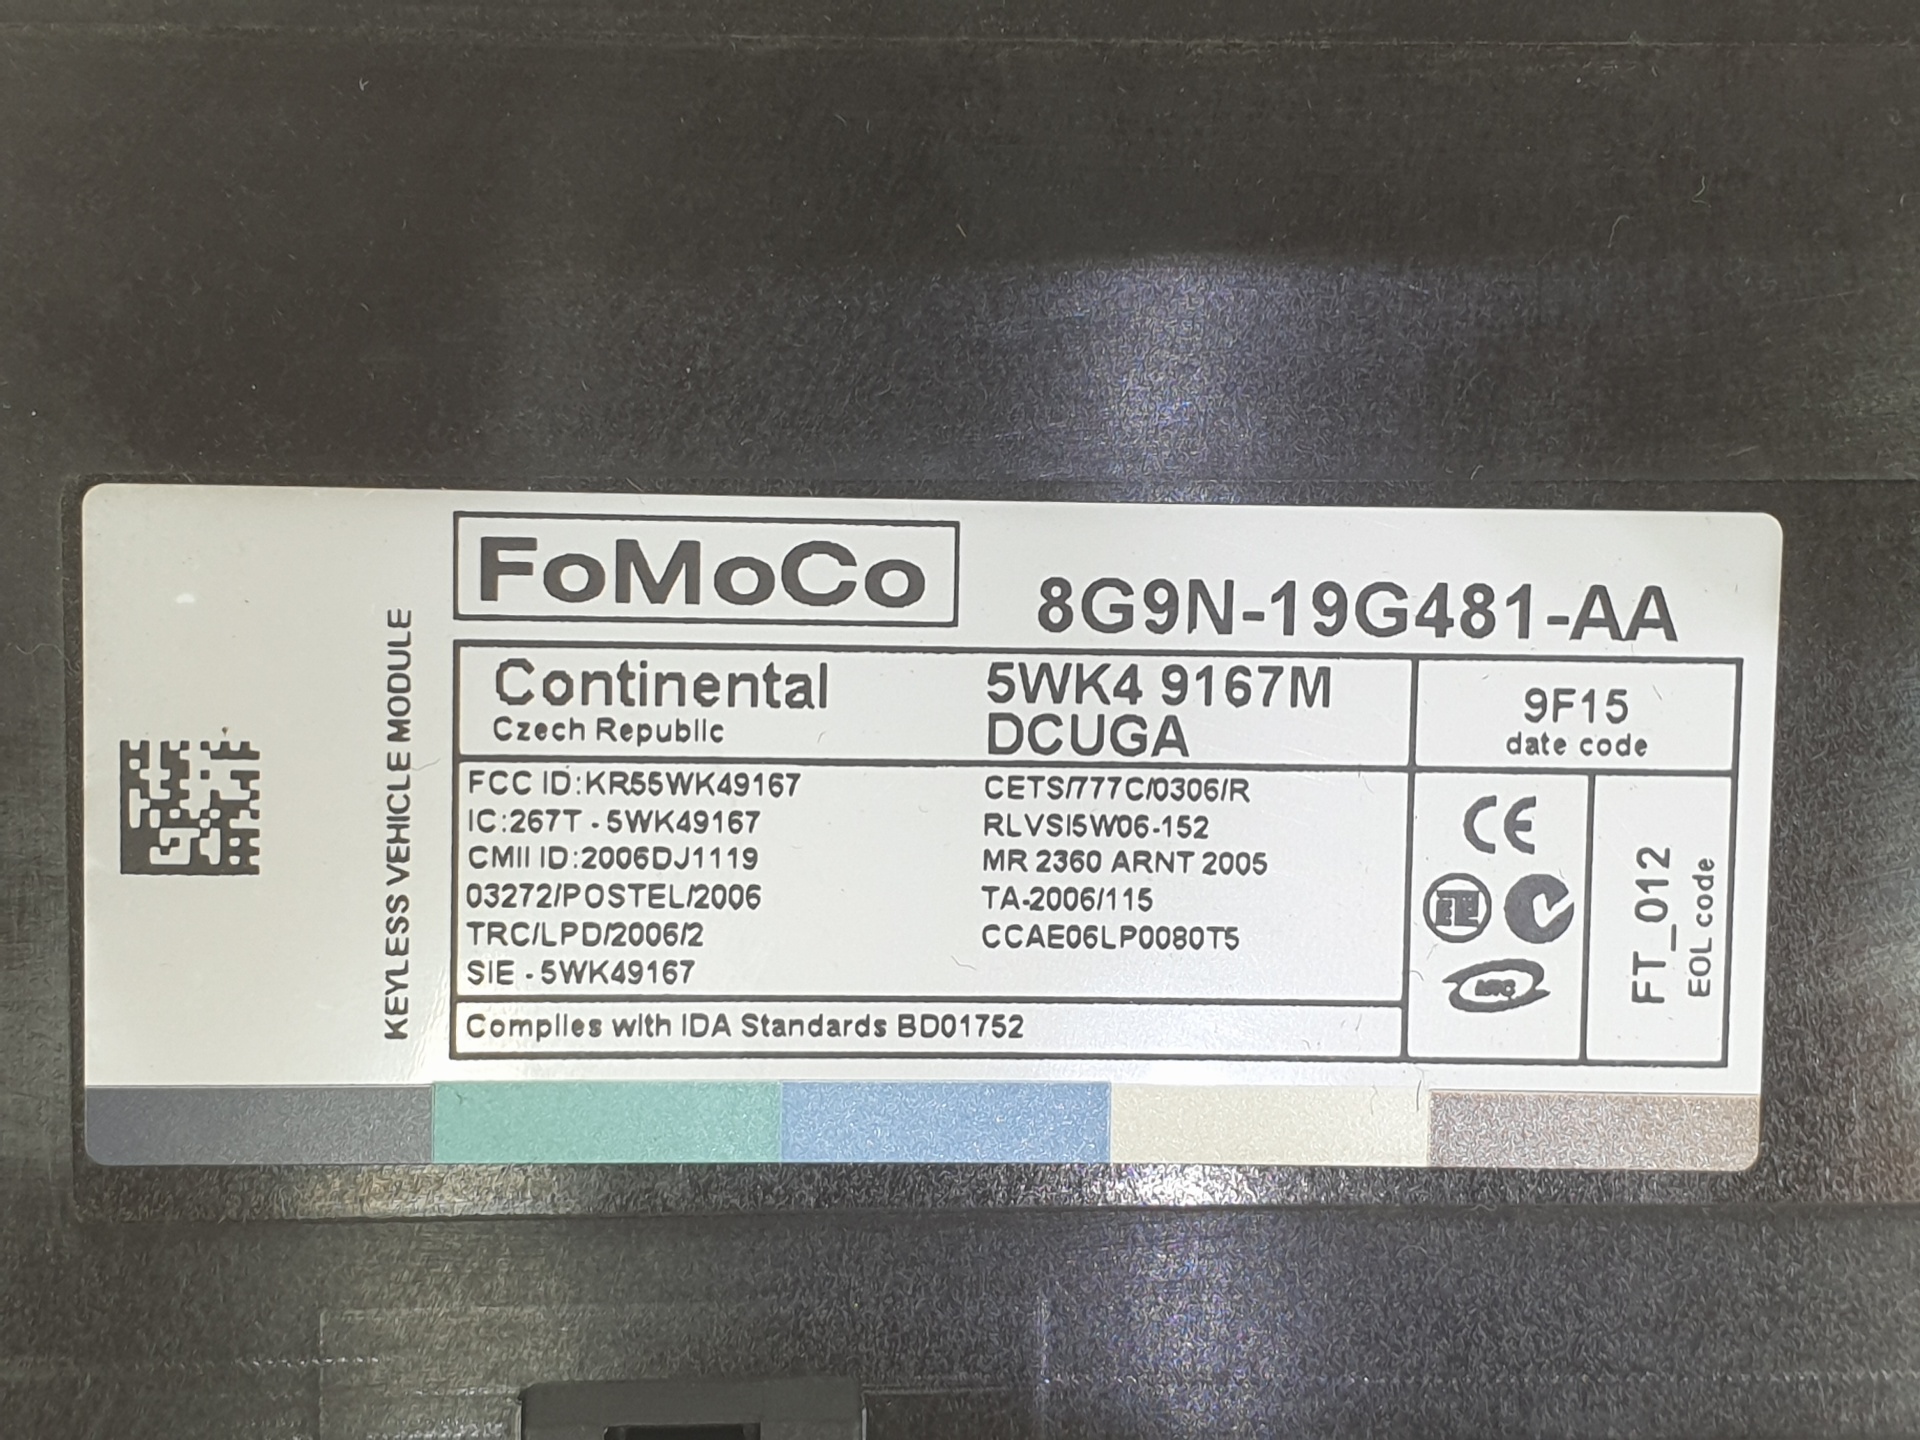 FoMoCo
8G9N-19G481-AA
KEYLESS VEHICLE MODULE
Continental
Czech Republic
5WK4 9167M
DCUGA
9F15
date code
FCC ID:KR55WK49167
IC:267T - 5WK49167
CMII ID:2006DJ1119
03272/POSTEL/2006
TRC/LPD/2006/2
SIE - 5WK49167
CETS/777C/0306/R
RLVSI5W06-152
MR 2360 ARNT 2005
TA-2006/115
CCAE06LP0080T5
CE
FT_012
EOL code
Complies with IDA Standards BD01752